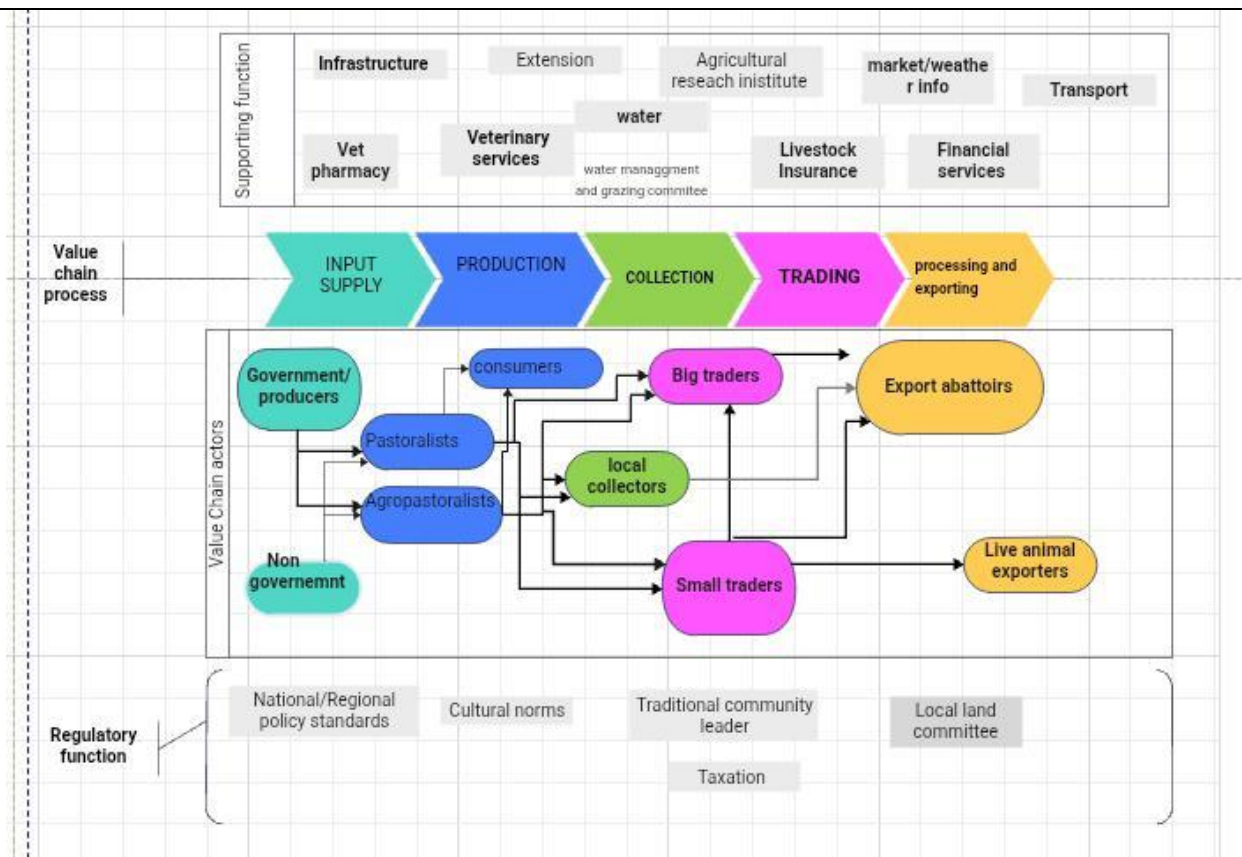 Supporting function
Infrastructure
Extension
Agricultural
reseach inistitute
market/weathe
r info
Transport
water
Vet
pharmacy
Veterinary
services
water managgment
and grazing commitee
Livestock
Insurance
Financial
services
Value
chain
process
INPUT
SUPPLY
PRODUCTION
COLLECTION
TRADING
processing and
exporting
Value Chain actors
Government/
producers
consumers
Big traders
Export abattoirs
Pastoralists
local
collectors
Agropastoralists
Non
governemnt
Small traders
Live animal
exporters
Regulatory
function
National/Regional
policy standards
Cultural norms
Traditional community
leader
Local land
committee
Taxation